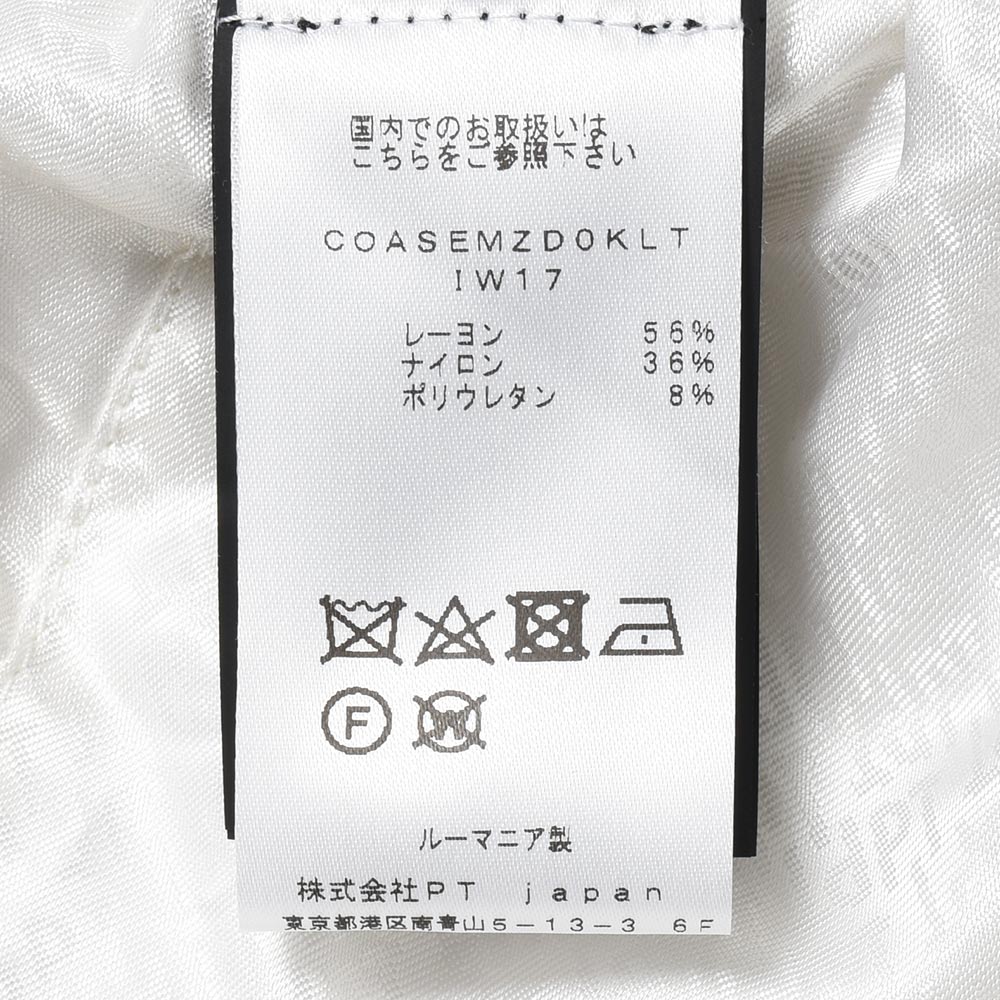 国内でのお取扱いは
こちらをご参照下さい
COASEMZD0KLT
IW17
レーヨン 56%
ナイロン 36%
ポリウレタン 8%
F W
ルーマニア製
株式会社PT japan
東京都港区南青山5-13-3 6F